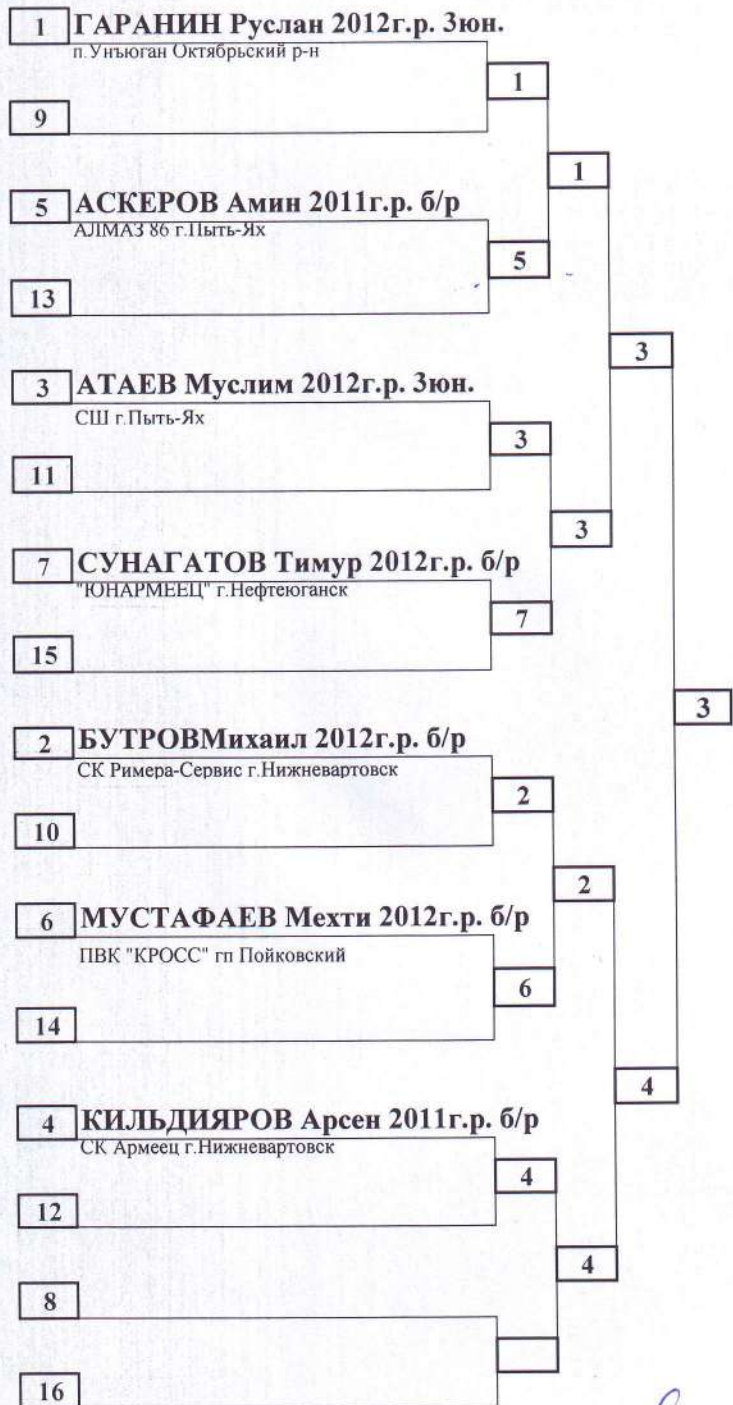 1 ГАРАНИН Руслан 2012г.р. 3юн.
п.Унъюган Октябрьский р-н
1
9
1
5 АСКЕРОВ Амин 2011г.р. б/р
АЛМАЗ 86 г.Пыть-Ях
5
13
3
3 АТАЕВ Муслим 2012г.р. 3юн.
СШ г.Пыть-Ях
3
11
3
7 СУНАГАТОВ Тимур 2012г.р. б/р
"ЮНАРМЕЕЦ" г.Нефтеюганск
7
15
3
2 БУТРОВМихаил 2012г.р. б/р
СК Римера-Сервис г.Нижневартовск
2
10
2
6 МУСТАФАЕВ Мехти 2012г.р. б/р
ПВК "КРОСС" гп Пойковский
6
14
4
4 КИЛЬДИЯРОВ Арсен 2011г.р. б/р
СК Армеец г.Нижневартовск
4
12
4
8
16